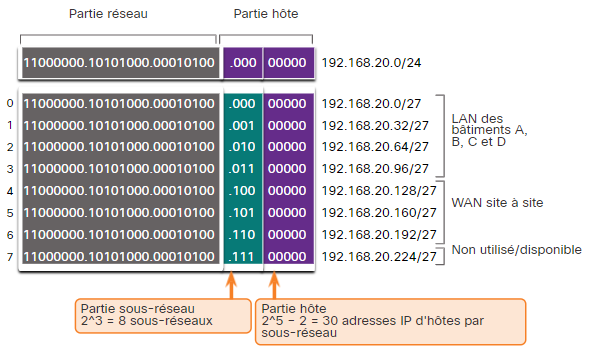 Partie réseau Partie hôte
11000000.10101000.00010100 .000 00000 192.168.20.0/24
0 11000000.10101000.00010100 .000 00000 192.168.20.0/27
1 11000000.10101000.00010100 .001 00000 192.168.20.32/27
2 11000000.10101000.00010100 .010 00000 192.168.20.64/27
3 11000000.10101000.00010100 .011 00000 192.168.20.96/27
LAN des
bâtiments A,
B, C et D
4 11000000.10101000.00010100 .100 00000 192.168.20.128/27
5 11000000.10101000.00010100 .101 00000 192.168.20.160/27
6 11000000.10101000.00010100 .110 00000 192.168.20.192/27
WAN site à site
7 11000000.10101000.00010100 .111 00000 192.168.20.224/27
Non utilisé/disponible
Partie sous-réseau
2^3 = 8 sous-réseaux
Partie hôte
2^5 − 2 = 30 adresses IP d'hôtes par
sous-réseau